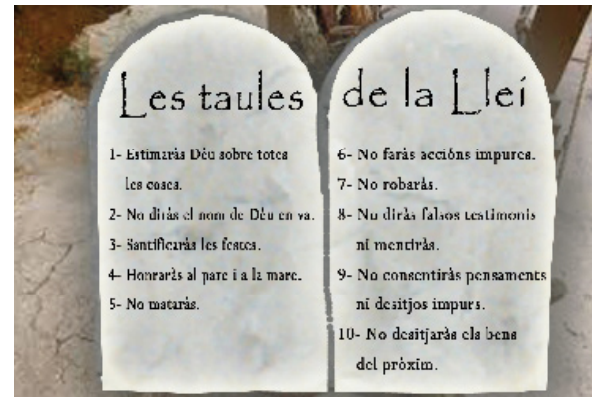 Les taules
1- Estimaràs Déu sobre totes
les coses.
2- No diràs el nom de Déu en va.
3- Santificaràs les festes.
4- Honraràs al pare i a la mare.
5- No mataràs.
de la Llei
6- No faràs accións impures.
7- No robaràs.
8- No diràs falsos testimonis
ni mentiràs.
9- No consentiràs pensaments
ni desitjos impurs.
10- No desitjaràs els bens
del pròxim.